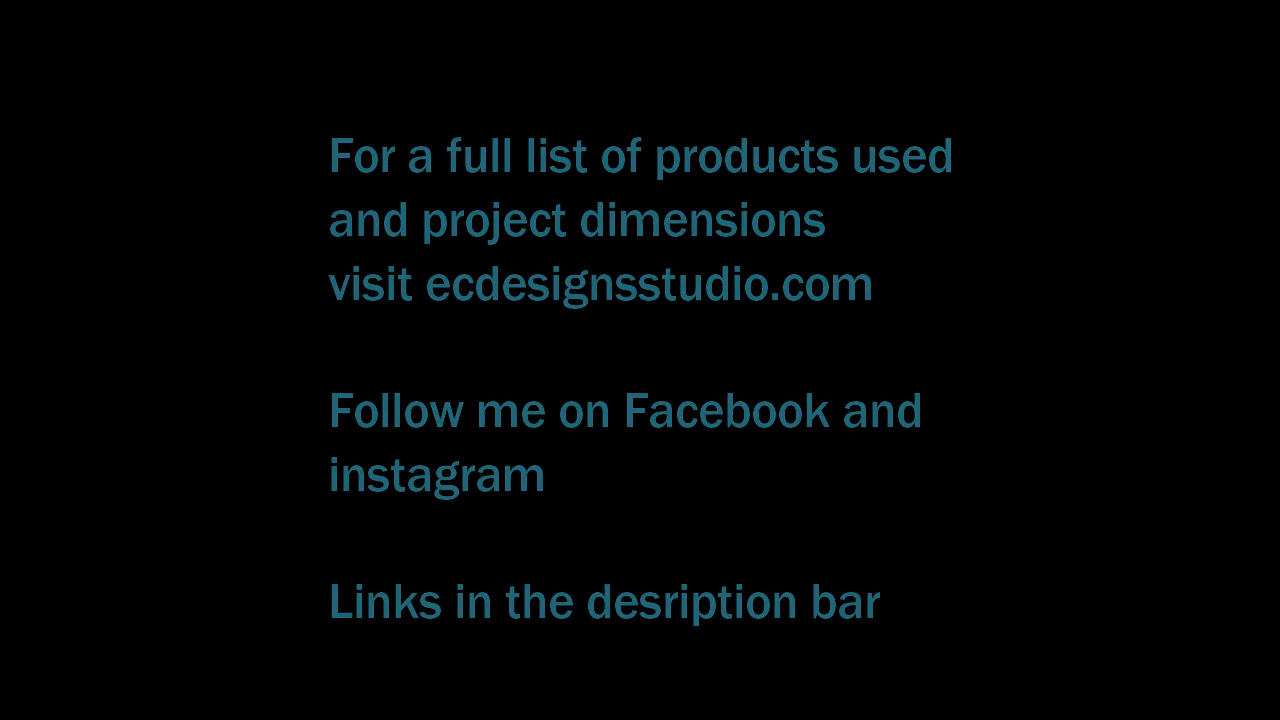 For a full list of products used
and project dimensions
visit ecdesignsstudio.com
Follow me on Facebook and
instagram
Links in the desription bar